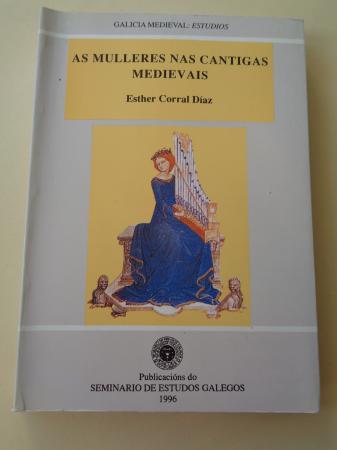 GALICIA MEDIEVAL: ESTUDIOS
AS MULLERES NAS CANTIGAS
MEDIEVAIS
Esther Corral Díaz
Publicacións do
SEMINARIO DE ESTUDOS GALEGOS
1996